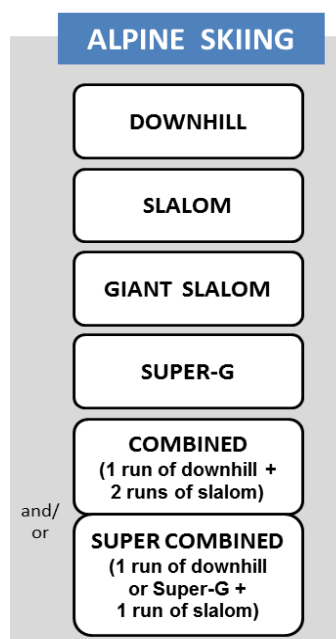 ALPINE SKIING
DOWNHILL
SLALOM
GIANT SLALOM
SUPER-G
COMBINED
(1 run of downhill +
2 runs of slalom)
and/
or
SUPER COMBINED
(1 run of downhill
or Super-G +
1 run of slalom)